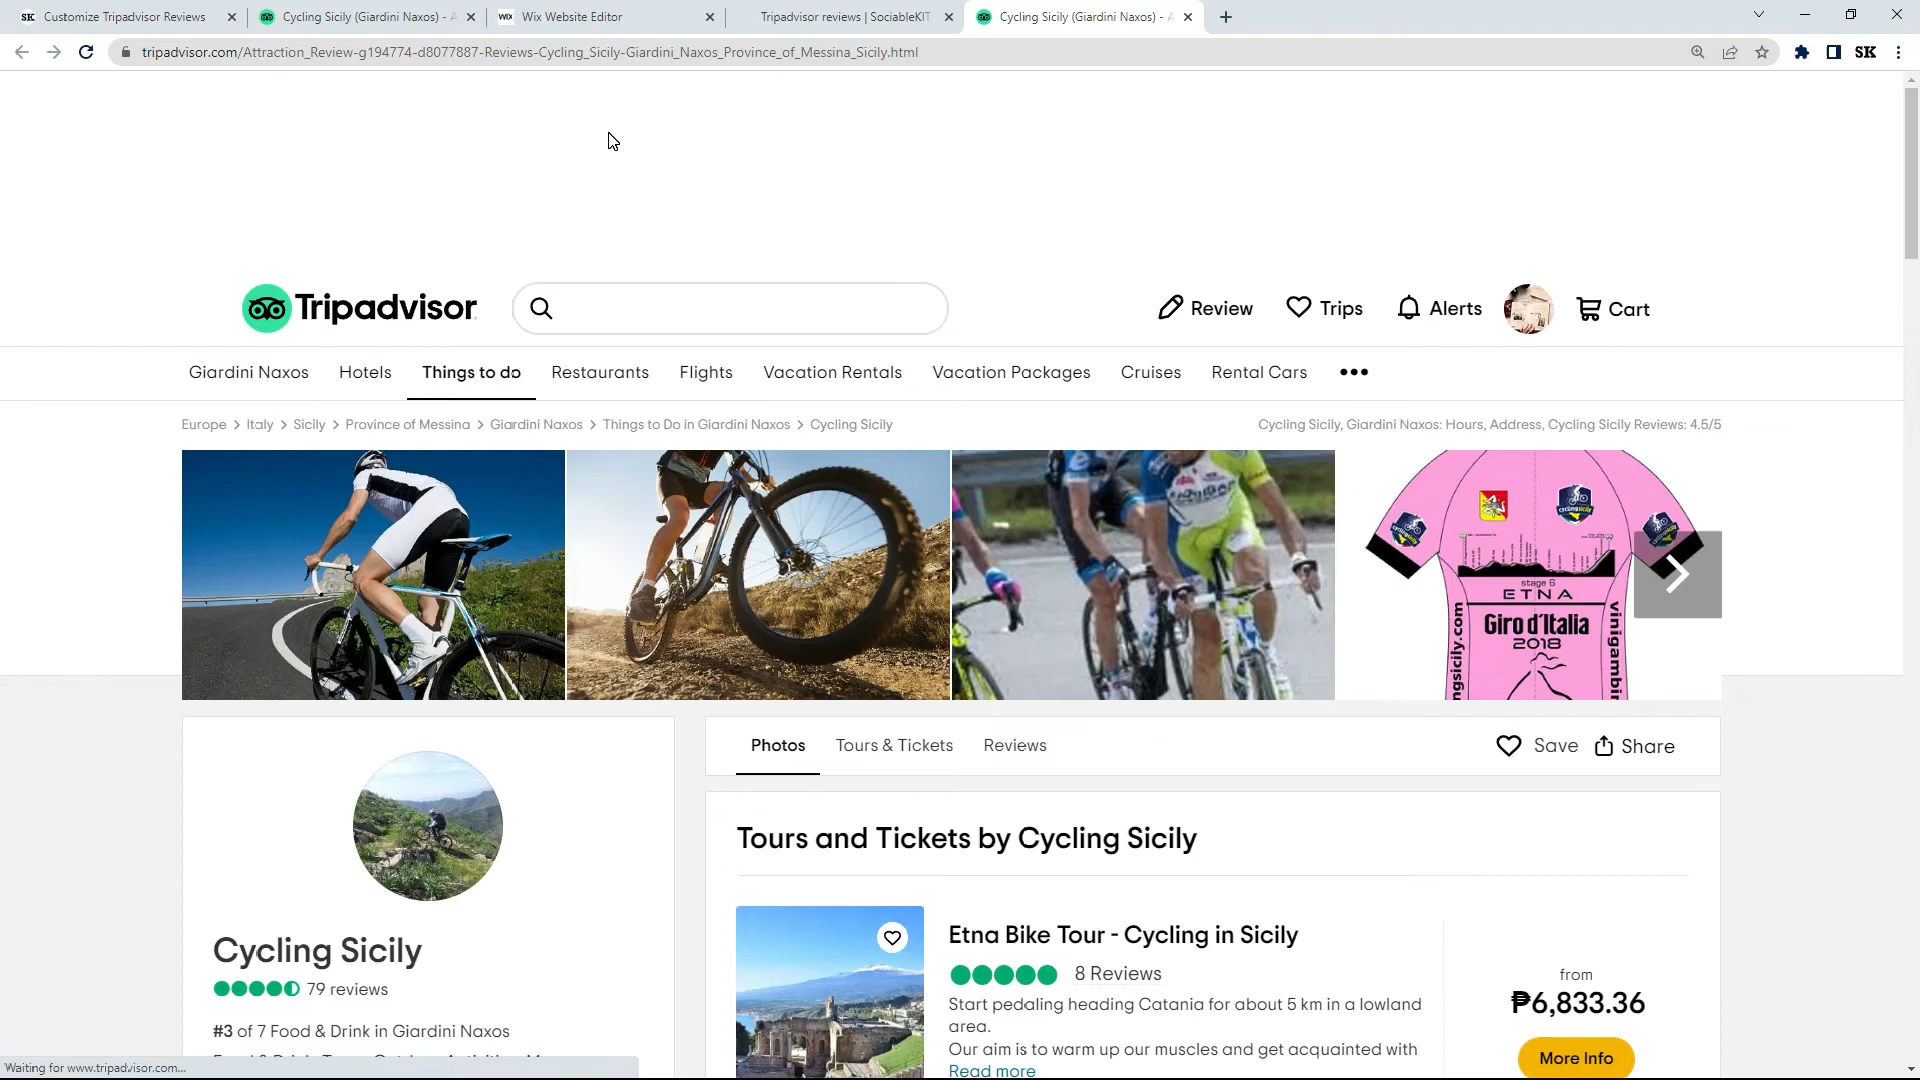 SK Customize Tripadvisor Reviews
Cycling Sicily (Giardini Naxos) - A
WIX Wix Website Editor
Tripadvisor reviews | SociableKIT
Cycling Sicily (Giardini Naxos) - A
tripadvisor.com/Attraction_Review-g194774-d8077887-Reviews-Cycling_Sicily-Giardini_Naxos_Province_of_Messina_Sicily.html
SK
Tripadvisor
Review
Trips
Alerts
Cart
Giardini Naxos
Hotels
Things to do
Restaurants
Flights
Vacation Rentals
Vacation Packages
Cruises
Rental Cars
Europe > Italy > Sicily > Province of Messina > Giardini Naxos > Things to Do in Giardini Naxos > Cycling Sicily
Cycling Sicily, Giardini Naxos: Hours, Address, Cycling Sicily Reviews: 4.5/5
cyclingsicily
stage 6
ETNA
Giro d'Italia
2018
ngsicily.com
vinigambin
Photos
Tours & Tickets
Reviews
Save
Share
Tours and Tickets by Cycling Sicily
Cycling Sicily
79 reviews
#3 of 7 Food & Drink in Giardini Naxos
Etna Bike Tour - Cycling in Sicily
8 Reviews
Start pedaling heading Catania for about 5 km in a lowland
area.
Our aim is to warm up our muscles and get acquainted with
Read more
from
₱6,833.36
More Info
Waiting for www.tripadvisor.com...